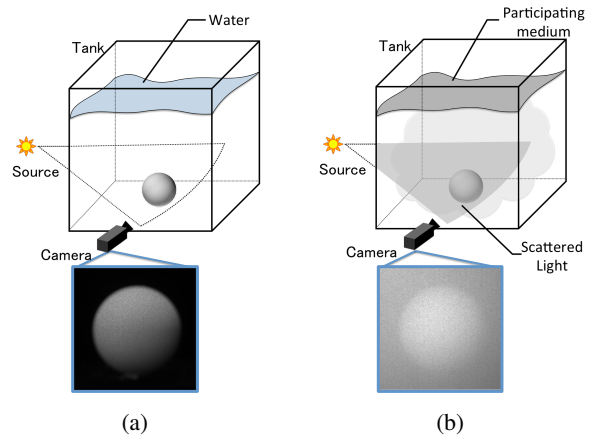 Water
Tank
Source
Camera
(a)
Participating
medium
Tank
Source
Camera
Scattered
Light
(b)